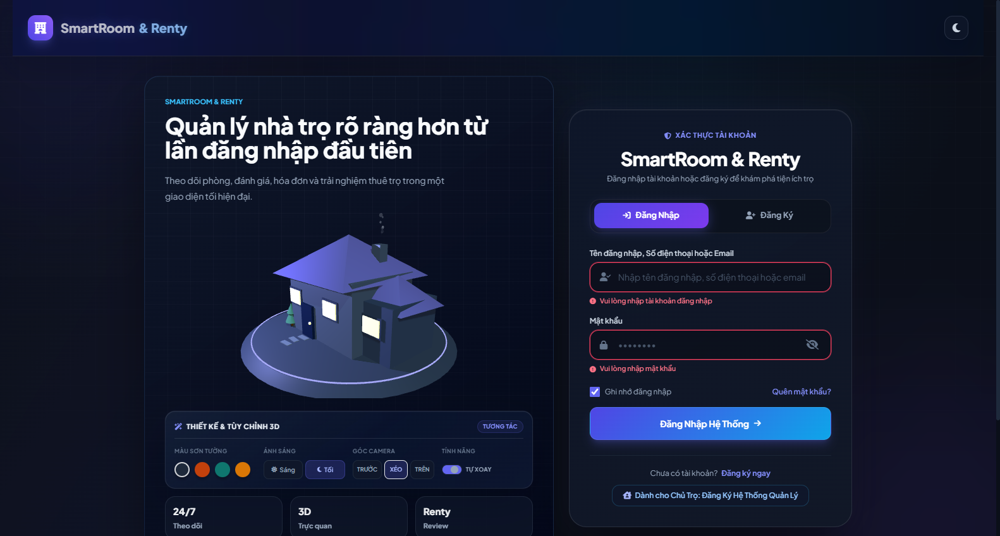 SmartRoom & Renty
SMARTROOM & RENTY
Quản lý nhà trọ rõ ràng hơn từ
lần đăng nhập đầu tiên
Theo dõi phòng, đánh giá, hóa đơn và trải nghiệm thuê trọ trong một
giao diện tối hiện đại.
THIẾT KẾ & TÙY CHỈNH 3D
TƯƠNG TÁC
MÀU SƠN TƯỜNG
ÁNH SÁNG
Sáng
Tối
GÓC CAMERA
TRƯỚC
XÉO
TRÊN
TÍNH NĂNG
TỰ XOAY
24/7
Theo dõi
3D
Trực quan
Renty
Review
XÁC THỰC TÀI KHOẢN
SmartRoom & Renty
Đăng nhập tài khoản hoặc đăng ký để khám phá tiện ích trọ
Đăng Nhập
Đăng Ký
Tên đăng nhập, Số điện thoại hoặc Email
Nhập tên đăng nhập, số điện thoại hoặc email
Vui lòng nhập tài khoản đăng nhập
Mật khẩu
••••••••
Vui lòng nhập mật khẩu
Ghi nhớ đăng nhập
Quên mật khẩu?
Đăng Nhập Hệ Thống
Chưa có tài khoản? Đăng ký ngay
Dành cho Chủ Trọ: Đăng Ký Hệ Thống Quản Lý